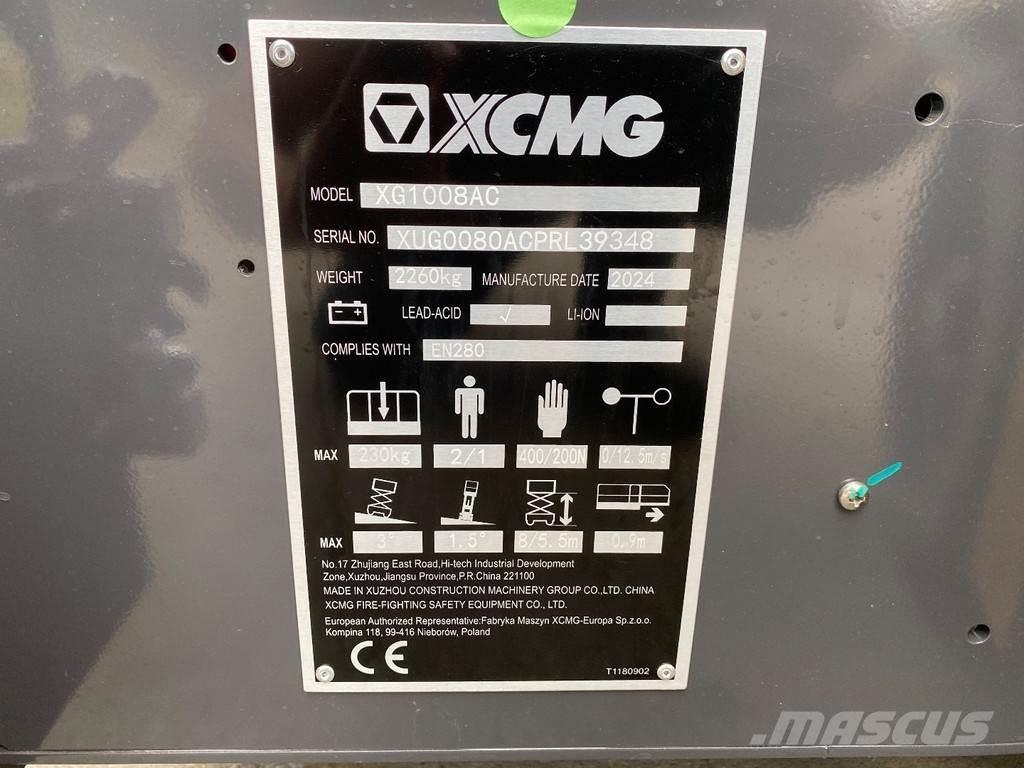 XCMG
MODEL XG1008AC
SERIAL NO. XUG0080ACPRL39348
WEIGHT 2260kg MANUFACTURE DATE 2024
- + LEAD-ACID √ LI-ION
COMPLIES WITH EN280
MAX 230kg 2/1 400/200N 0/12.5m/s
MAX 3° 1.5° 8/5.5m 0.9m
No.17 Zhujiang East Road,Hi-tech Industrial Development
Zone,Xuzhou,Jiangsu Province,P.R.China 221100
MADE IN XUZHOU CONSTRUCTION MACHINERY GROUP CO.,LTD. CHINA
XCMG FIRE-FIGHTING SAFETY EQUIPMENT CO., LTD.
European Authorized Representative:Fabryka Maszyn XCMG-Europa Sp.z.o.o.
Kompina 118, 99-416 Nieborów, Poland
CE
T1180902
MASCUS